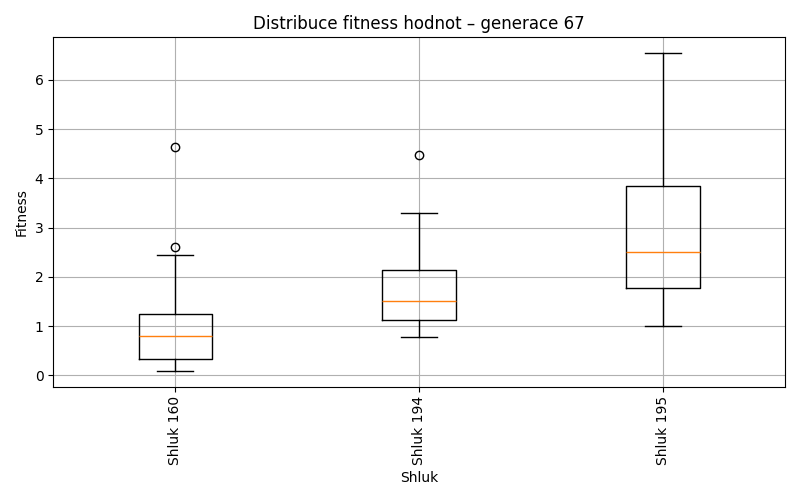 Distribuce fitness hodnot – generace 67
Fitness
6
5
4
3
2
1
0
Shluk 160
Shluk 194
Shluk 195
Shluk